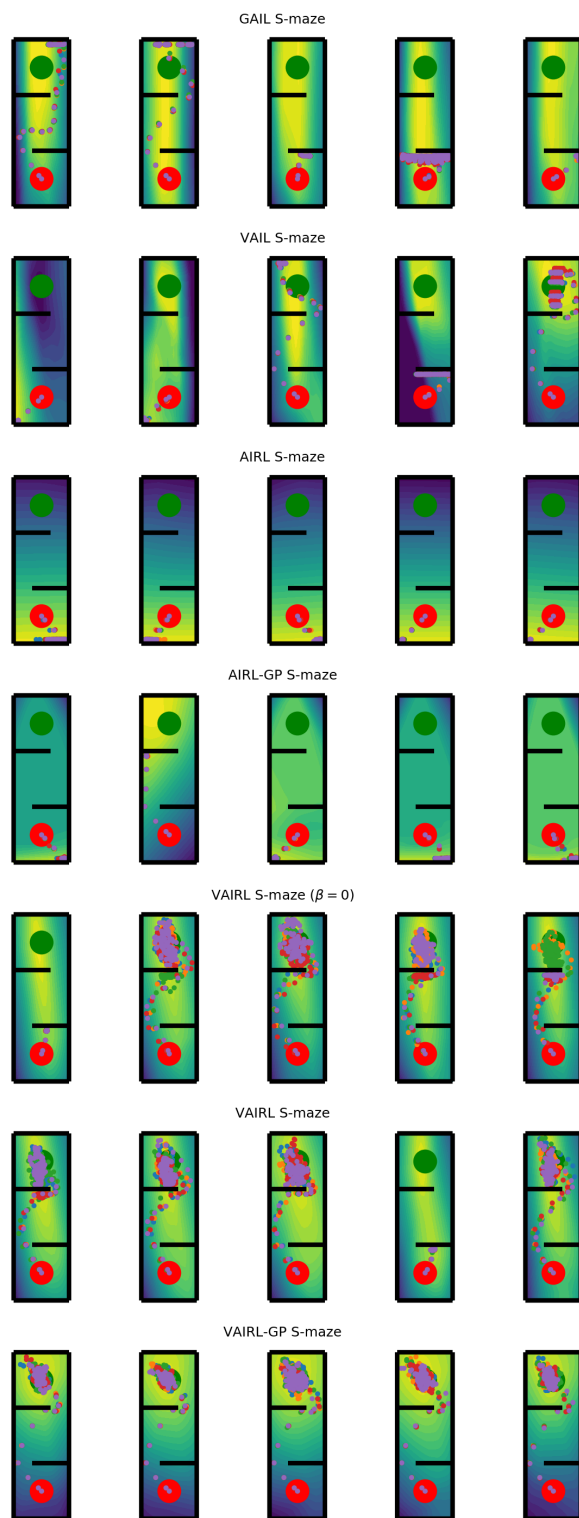 GAIL S-maze
VAIL S-maze
AIRL S-maze
AIRL-GP S-maze
VAIRL S-maze (β = 0)
VAIRL S-maze
VAIRL-GP S-maze